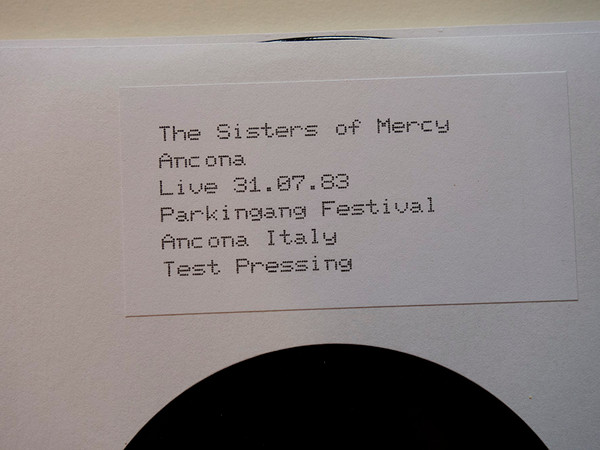 The Sisters of Mercy
Ancona
Live 31.07.83
Parkingang Festival
Ancona Italy
Test Pressing